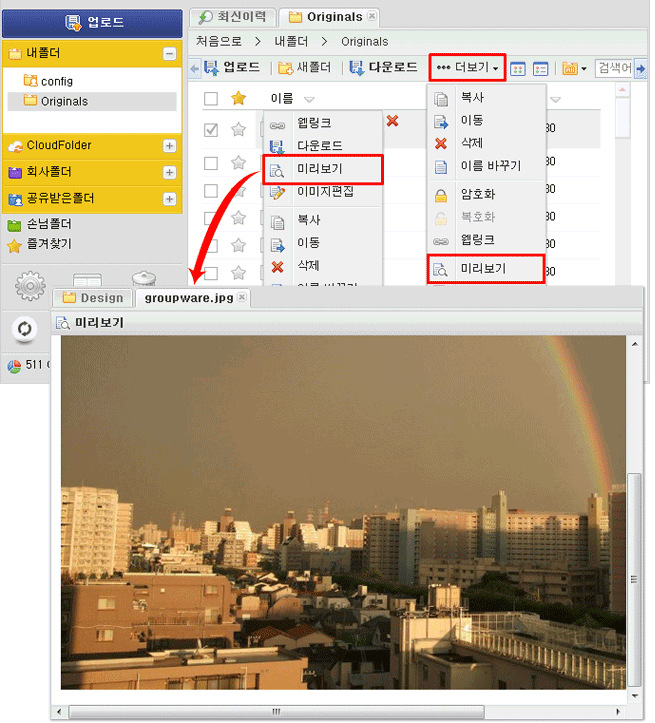 업로드
최신이력
Originals
처음으로 > 내폴더 > Originals
업로드 새폴더 다운로드 ••• 더보기 검색어
내폴더
config
Originals
CloudFolder
회사폴더
공유받은폴더
손님폴더
즐겨찾기
511
이름
웹링크
다운로드
미리보기
이미지편집
복사
이동
삭제
이름 바꾸기
복사
이동
삭제
이름 바꾸기
암호화
복호화
웹링크
미리보기
30
30
30
30
30
30
Design
groupware.jpg
미리보기